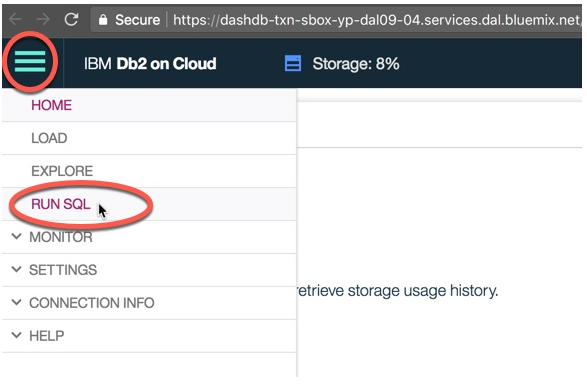 Secure | https://dashdb-txn-sbox-yp-dal09-04.services.dal.bluemix.net/
IBM Db2 on Cloud Storage: 8%
HOME
LOAD
EXPLORE
RUN SQL
MONITOR
SETTINGS
retrieve storage usage history.
CONNECTION INFO
HELP